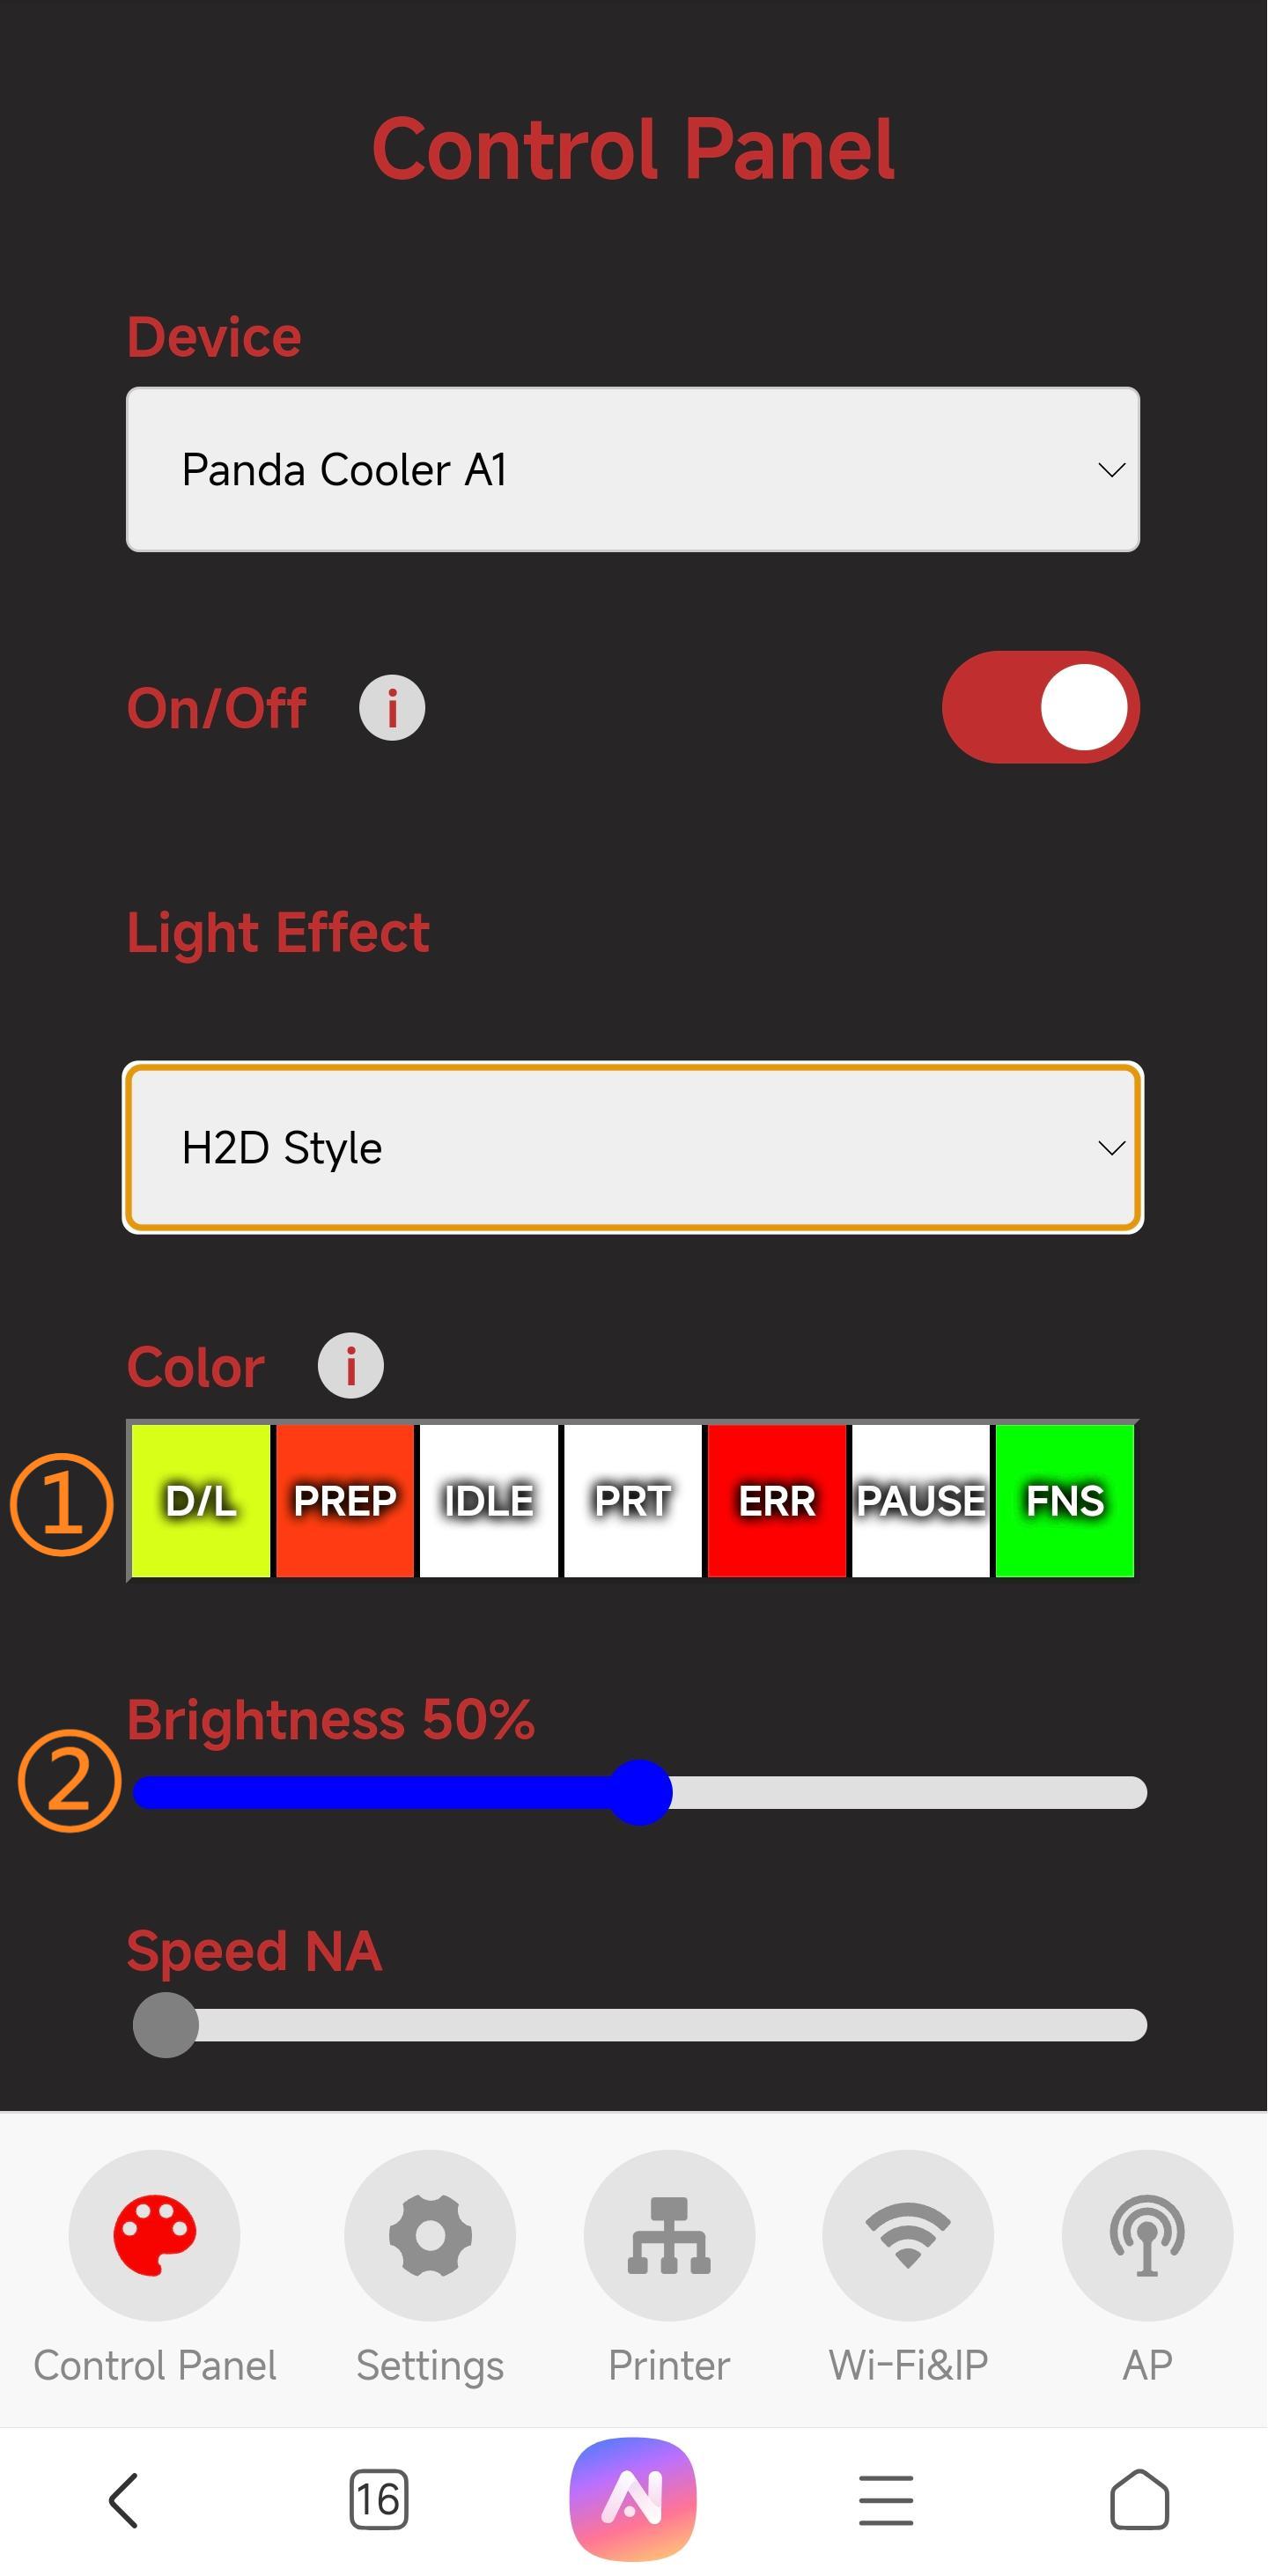 Control Panel
Device
Panda Cooler A1
On/Off i
Light Effect
H2D Style
Color i
① D/L PREP IDLE PRT ERR PAUSE FNS
Brightness 50%
②
Speed NA
Control Panel Settings Printer Wi-Fi&IP AP
16 AI